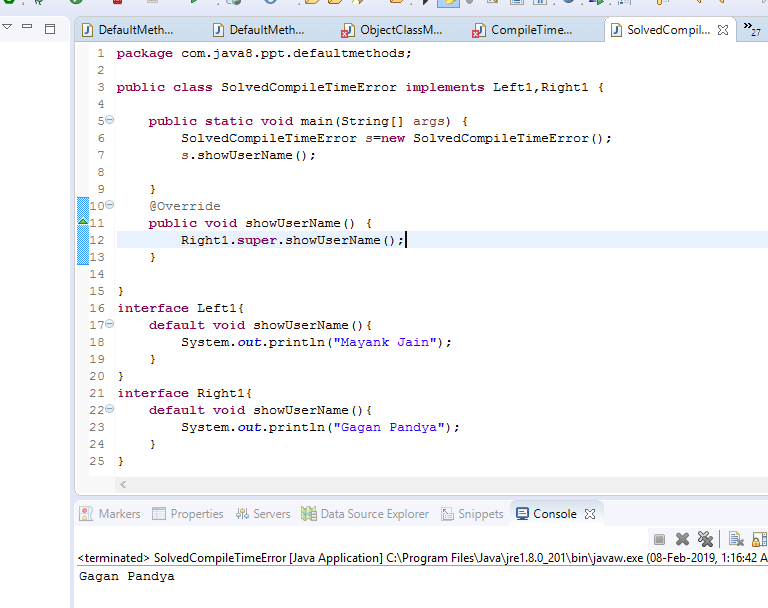 DefaultMeth... DefaultMeth... ObjectClassM... CompileTime... SolvedCompil... 27
1 package com.java8.ppt.defaultmethods;
2
3 public class SolvedCompileTimeError implements Left1,Right1 {
4
5 public static void main(String[] args) {
6 SolvedCompileTimeError s=new SolvedCompileTimeError();
7 s.showUserName();
8
9 }
10 @Override
11 public void showUserName() {
12 Right1.super.showUserName();
13 }
14
15 }
16 interface Left1{
17 default void showUserName(){
18 System.out.println("Mayank Jain");
19 }
20 }
21 interface Right1{
22 default void showUserName(){
23 System.out.println("Gagan Pandya");
24 }
25 }
Markers Properties Servers Data Source Explorer Snippets Console
<terminated> SolvedCompileTimeError [Java Application] C:\Program Files\Java\jre1.8.0_201\bin\javaw.exe (08-Feb-2019, 1:16:42 A
Gagan Pandya